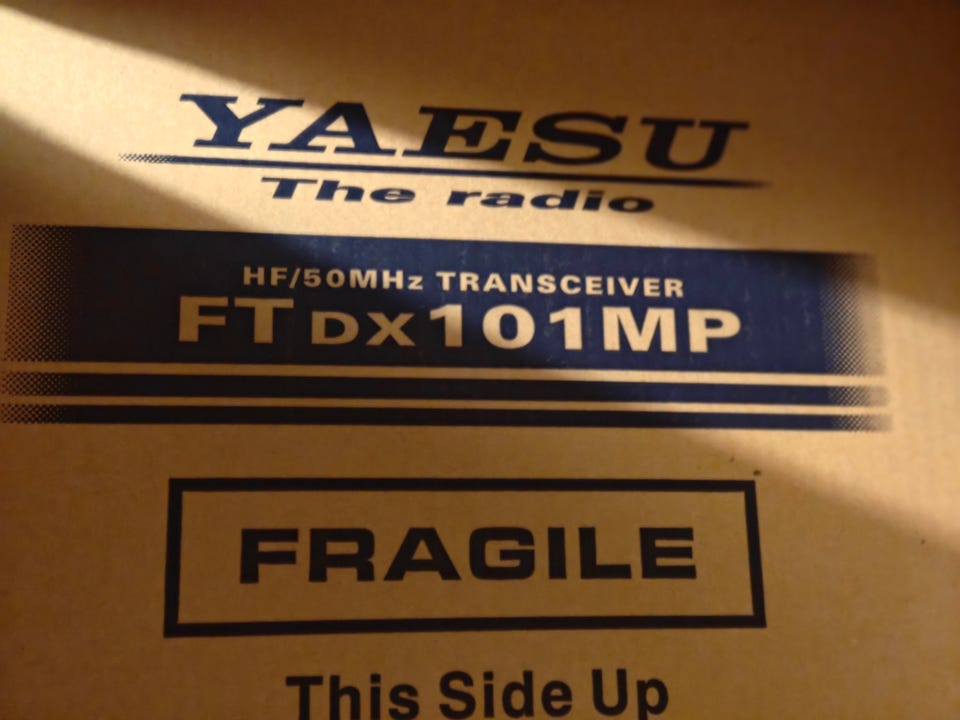 YAESU
The radio
HF/50MHz TRANSCEIVER
FTDX101MP
FRAGILE
This Side Up